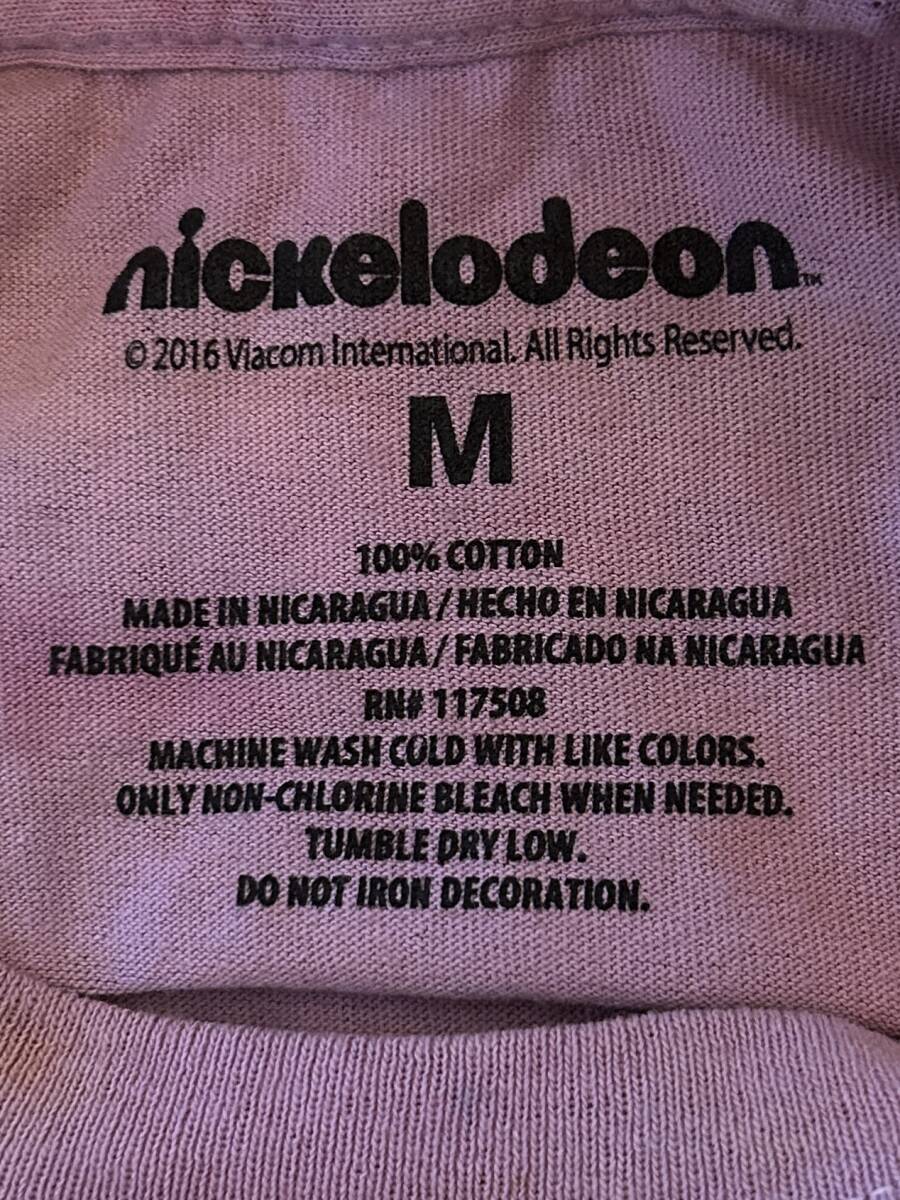 nickelodeon™
© 2016 Viacom International. All Rights Reserved.
M
100% COTTON
MADE IN NICARAGUA / HECHO EN NICARAGUA
FABRIQUÉ AU NICARAGUA / FABRICADO NA NICARAGUA
RN# 117508
MACHINE WASH COLD WITH LIKE COLORS.
ONLY NON-CHLORINE BLEACH WHEN NEEDED.
TUMBLE DRY LOW.
DO NOT IRON DECORATION.